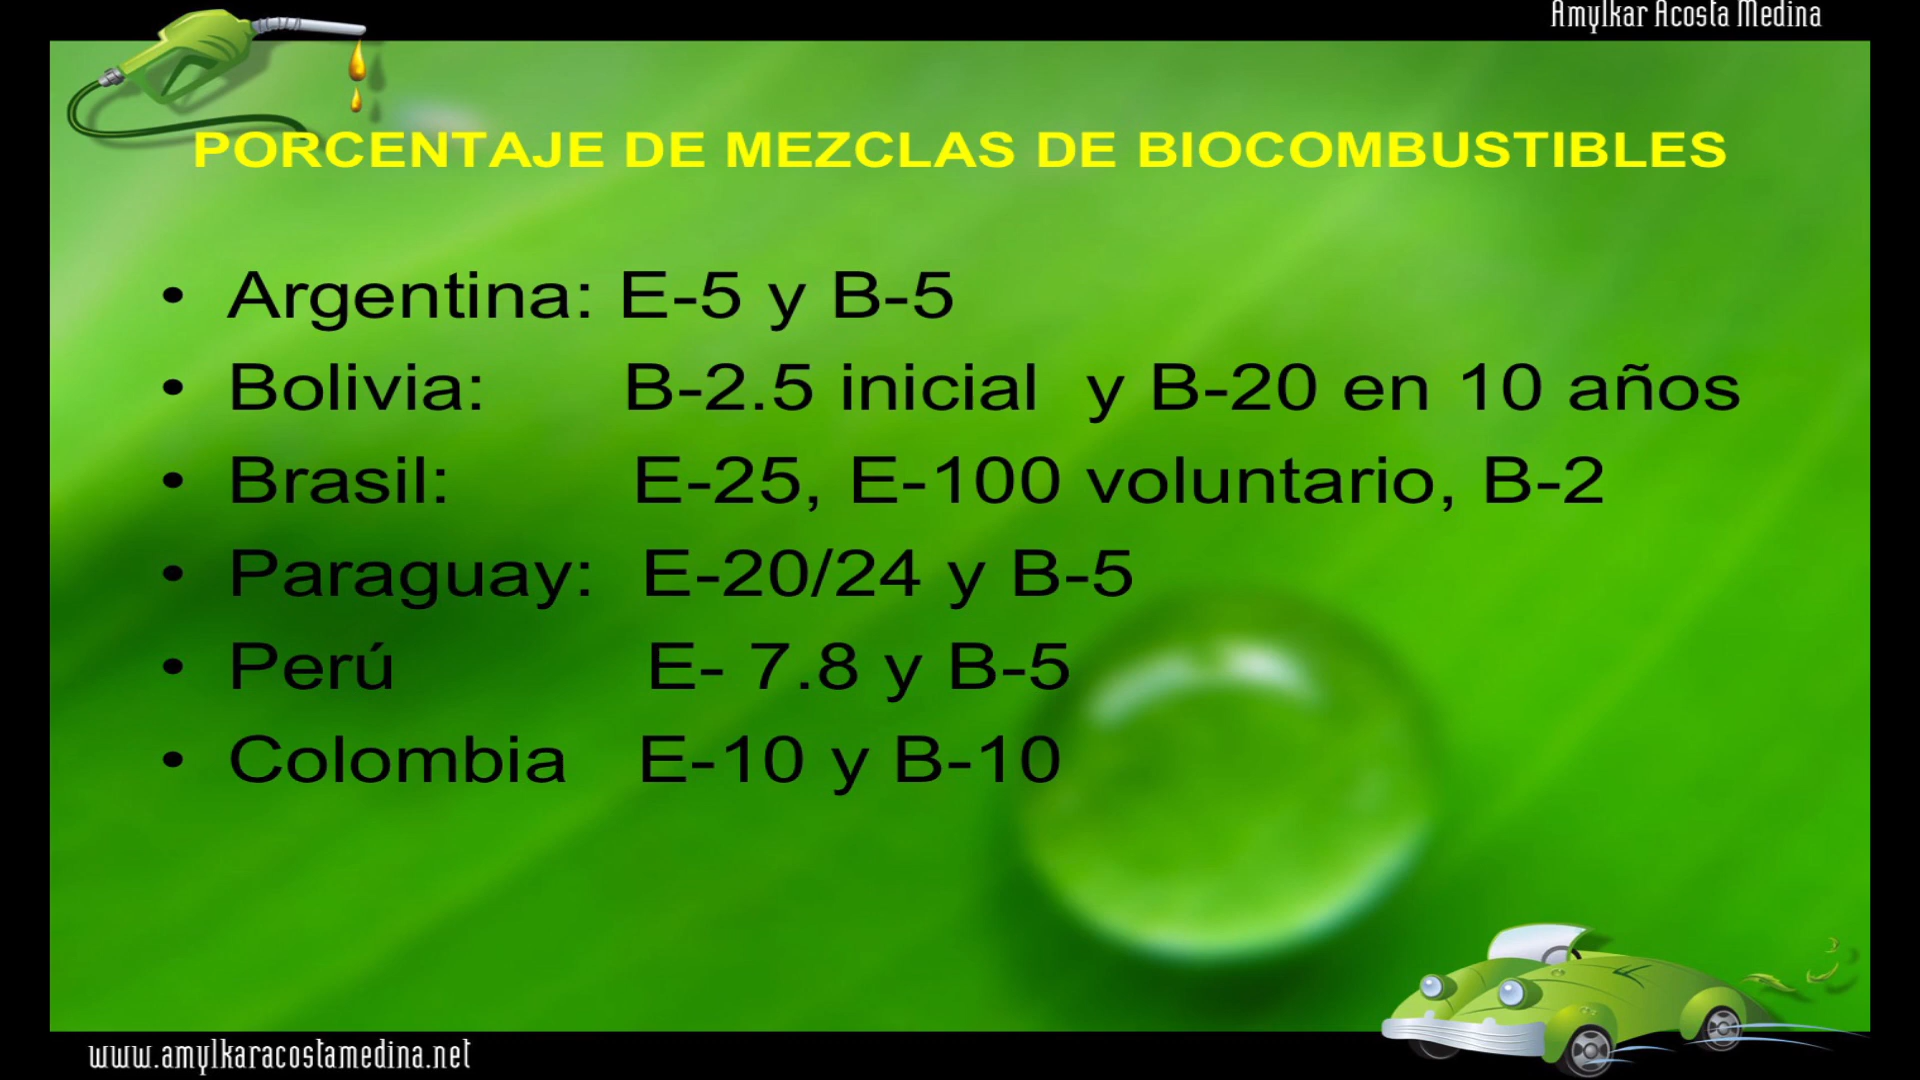 Amylkar Acosta Medina
PORCENTAJE DE MEZCLAS DE BIOCOMBUSTIBLES
• Argentina: E-5 y B-5
• Bolivia: B-2.5 inicial y B-20 en 10 años
• Brasil: E-25, E-100 voluntario, B-2
• Paraguay: E-20/24 y B-5
• Perú E- 7.8 y B-5
• Colombia E-10 y B-10
www.amylkaracostamedina.net